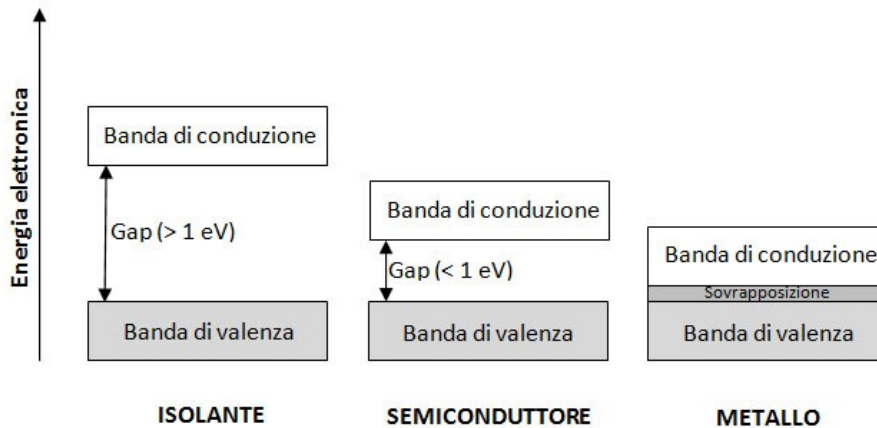 Energia elettronica
Banda di conduzione
Gap (> 1 eV)
Banda di valenza
ISOLANTE
Banda di conduzione
Gap (< 1 eV)
Banda di valenza
SEMICONDUTTORE
Banda di conduzione
Sovrapposizione
Banda di valenza
METALLO